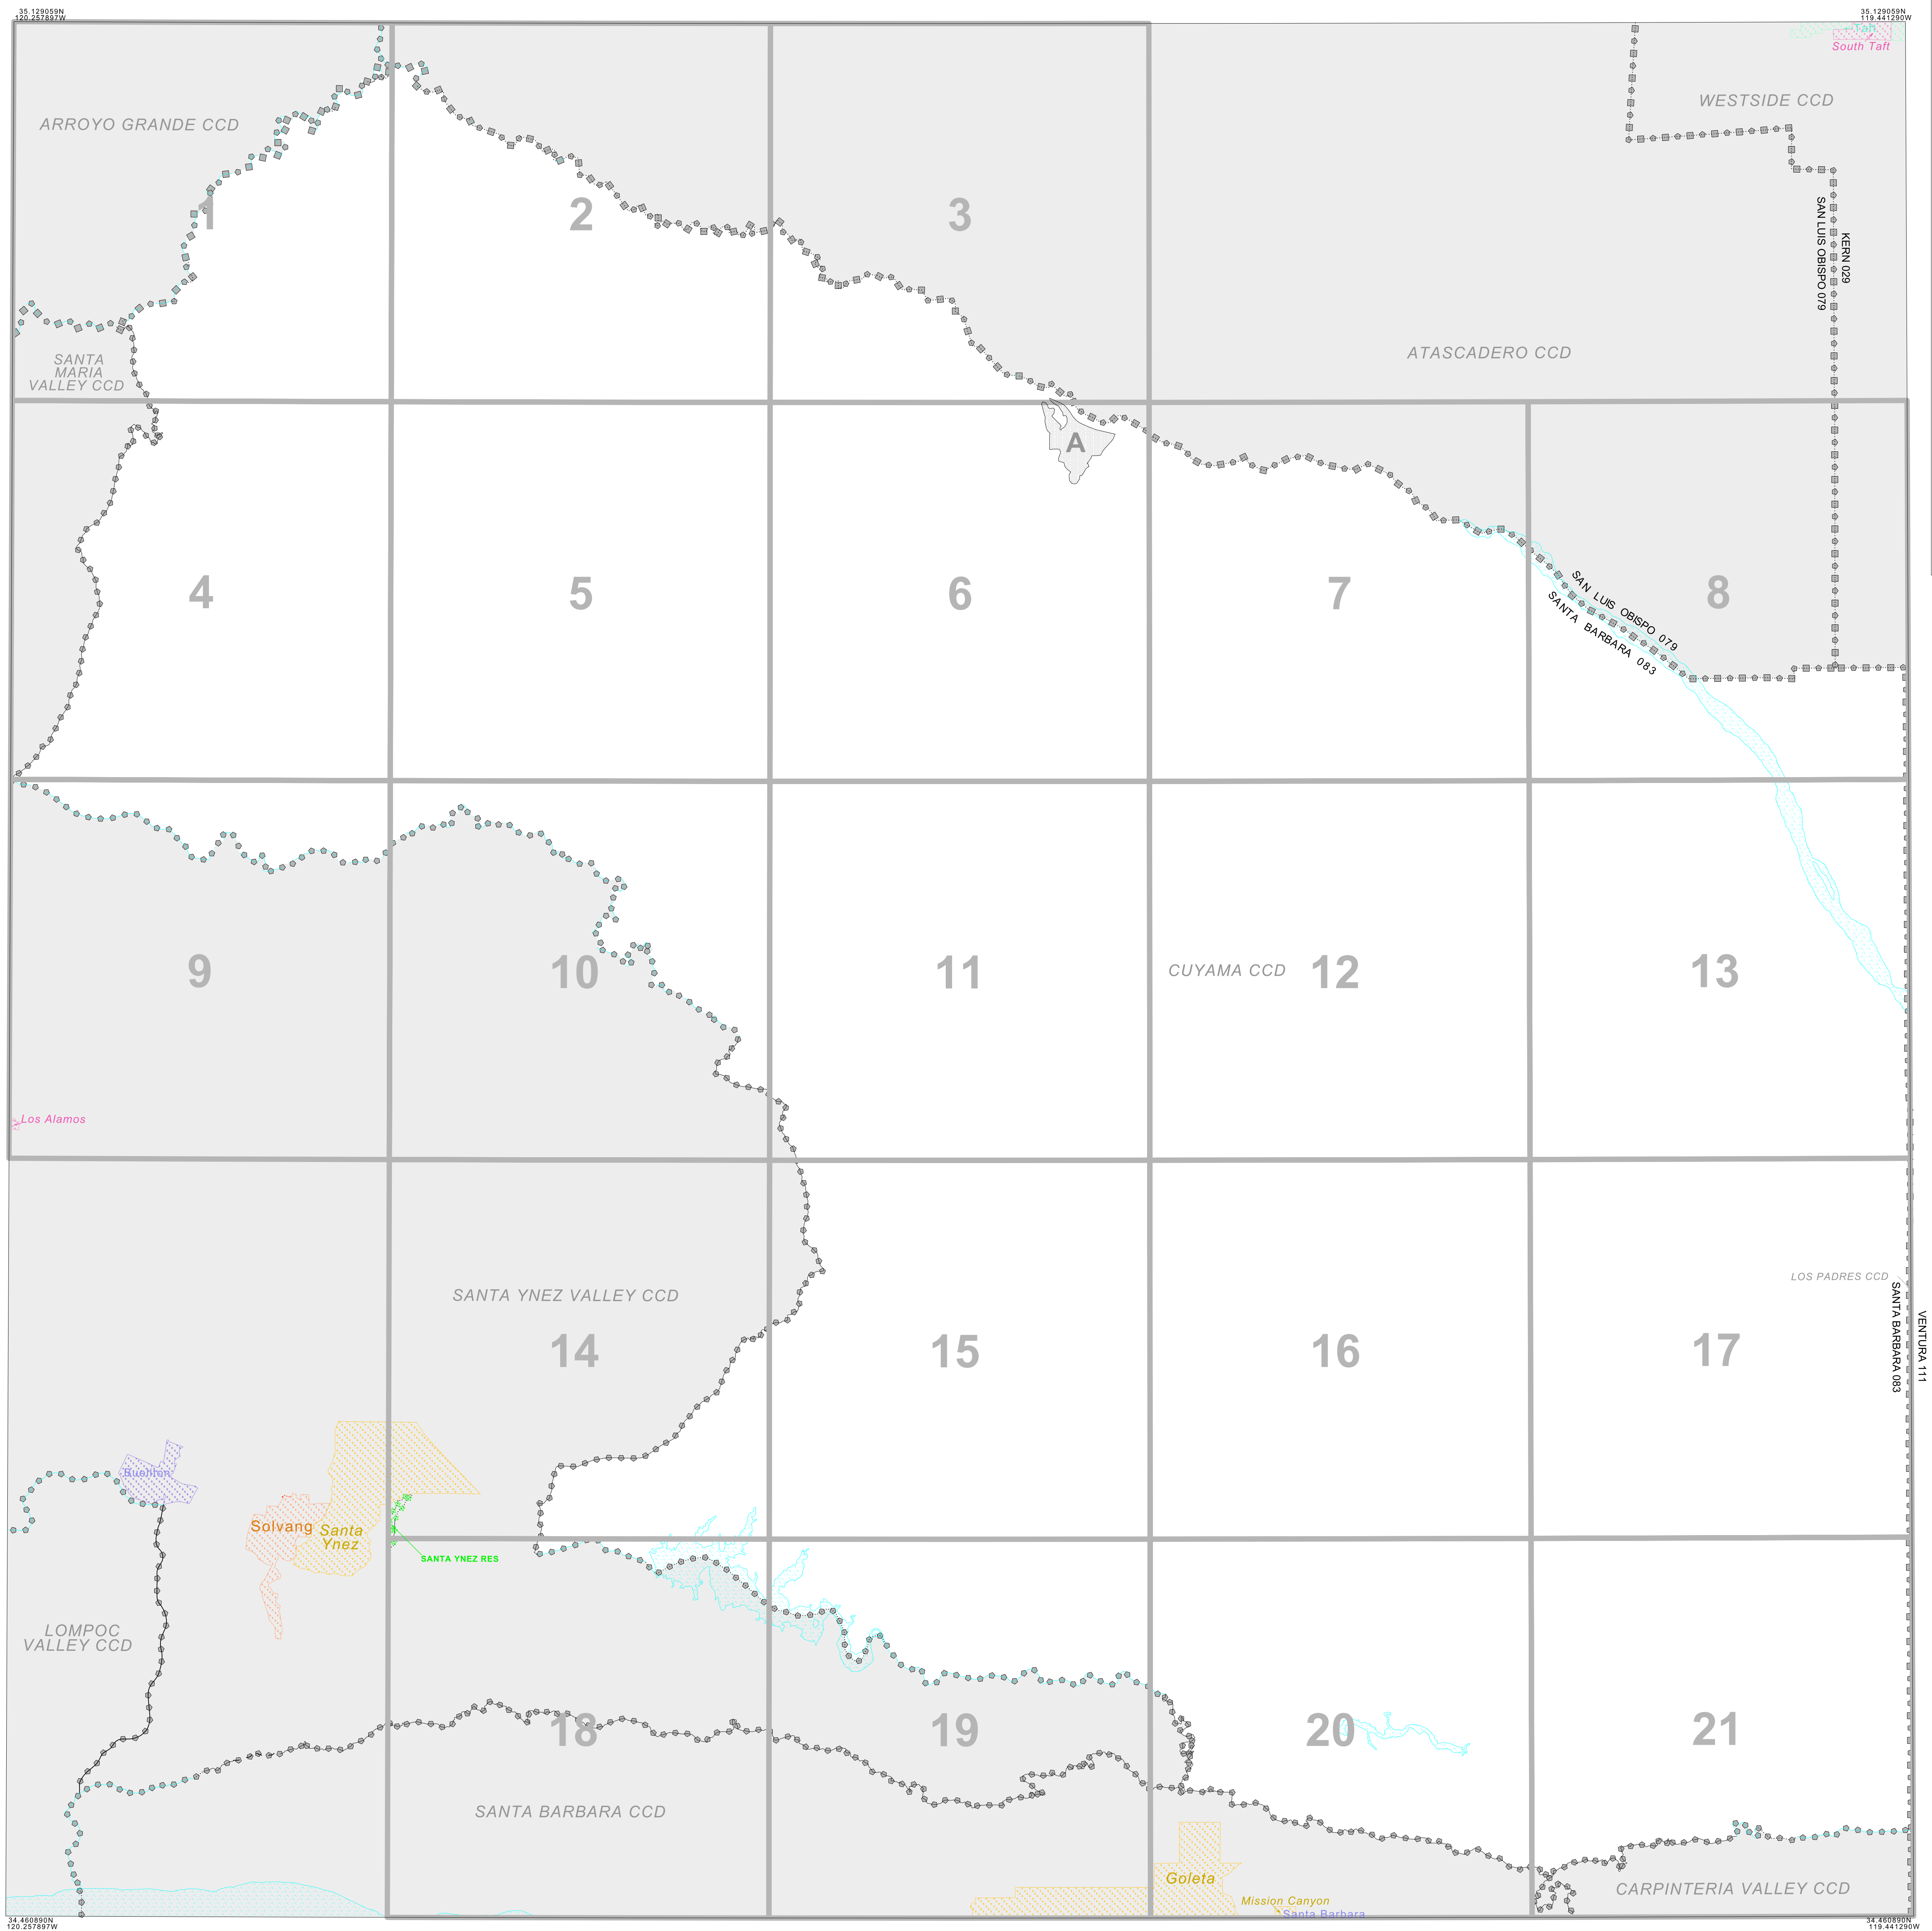 35.129059N
120.257897W
35.129059N
119.441290W
Taft
South Taft
WESTSIDE CCD
ARROYO GRANDE CCD
1
2
3
SAN LUIS OBISPO 079
KERN 029
SANTA
MARIA
VALLEY CCD
ATASCADERO CCD
A
4
5
6
7
8
SAN LUIS OBISPO 079
SANTA BARBARA 083
9
10
11
CUYAMA CCD
12
13
Los Alamos
SANTA YNEZ VALLEY CCD
LOS PADRES CCD
14
15
16
17
SANTA BARBARA 083
VENTURA 111
Buellton
Solvang
Santa
Ynez
SANTA YNEZ RES
LOMPOC
VALLEY CCD
18
19
20
21
SANTA BARBARA CCD
Goleta
CARPINTERIA VALLEY CCD
Mission Canyon
Santa Barbara
34.460890N
120.257897W
34.460890N
119.441290W